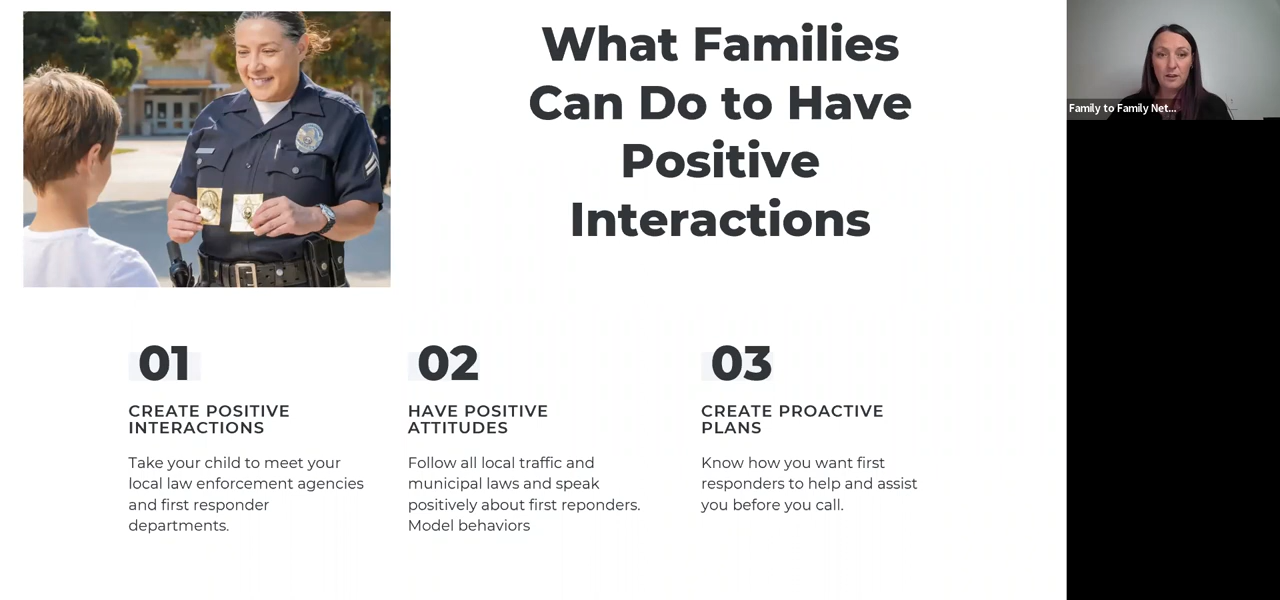 What Families
Can Do to Have
Positive
Interactions
Family to Family Net...
01
CREATE POSITIVE
INTERACTIONS
Take your child to meet your
local law enforcement agencies
and first responder
departments.
02
HAVE POSITIVE
ATTITUDES
Follow all local traffic and
municipal laws and speak
positively about first reponders.
Model behaviors
03
CREATE PROACTIVE
PLANS
Know how you want first
responders to help and assist
you before you call.